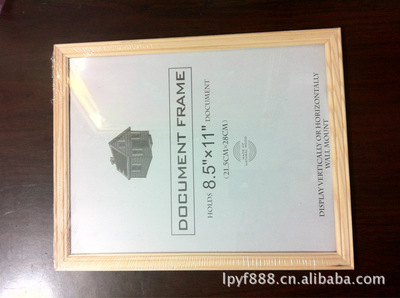 DOCUMENT FRAME
HOLDS 8.5"×11" DOCUMENT
(21.5CM×28CM)
DISPLAY VERTICALLY OR HORIZONTALLY
WALL MOUNT
lpyf888.cn.alibaba.com